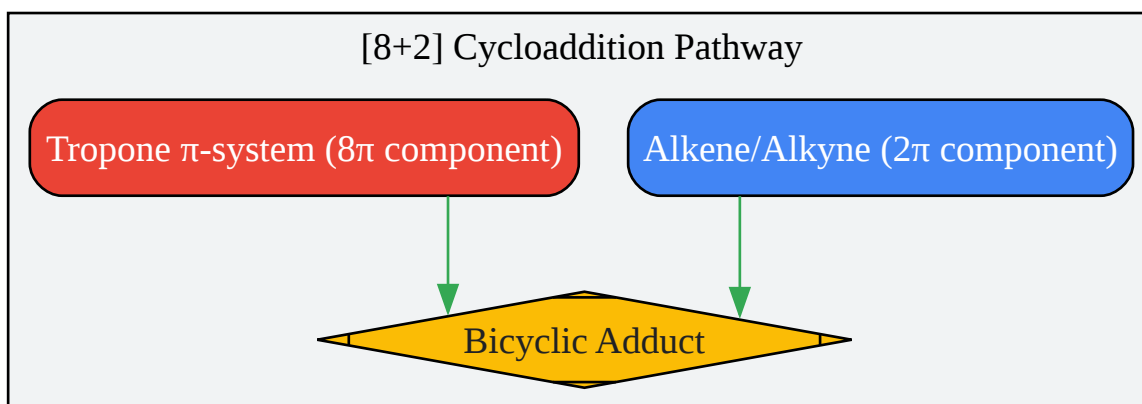 [8+2] Cycloaddition Pathway
Tropone π-system (8π component)
Alkene/Alkyne (2π component)
Bicyclic Adduct